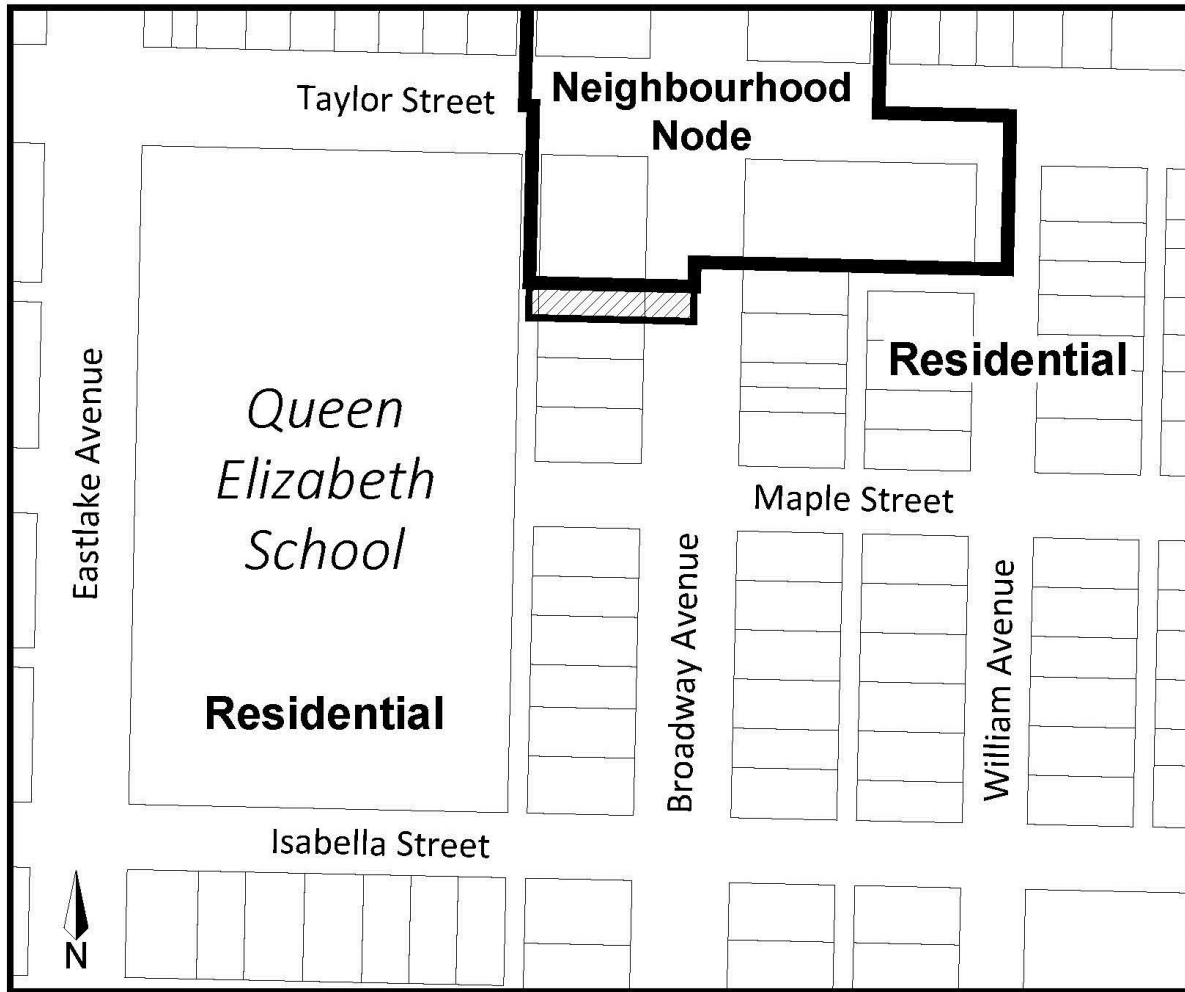 Taylor Street
Neighbourhood
Node
Residential
Queen
Elizabeth
School
Eastlake Avenue
Maple Street
Broadway Avenue
William Avenue
Residential
Isabella Street
N